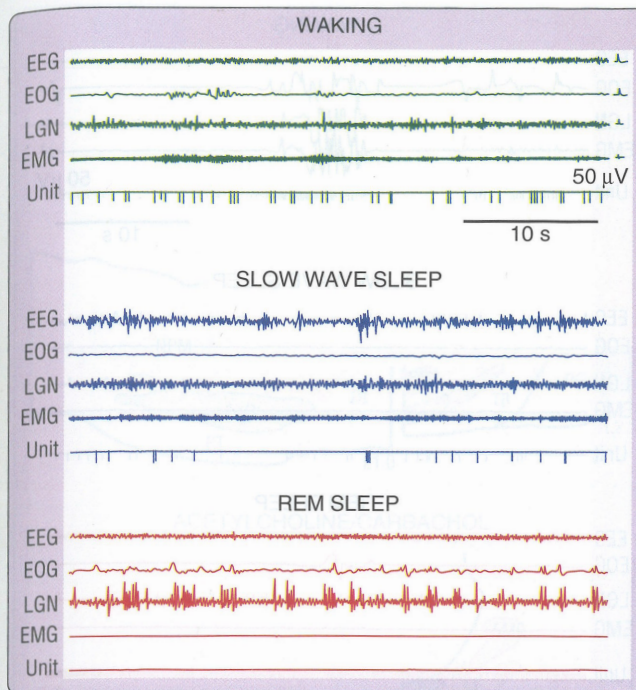 WAKING
EEG
EOG
LGN
EMG
50 µV
Unit
10 s
SLOW WAVE SLEEP
EEG
EOG
LGN
EMG
Unit
REM SLEEP
EEG
EOG
LGN
EMG
Unit